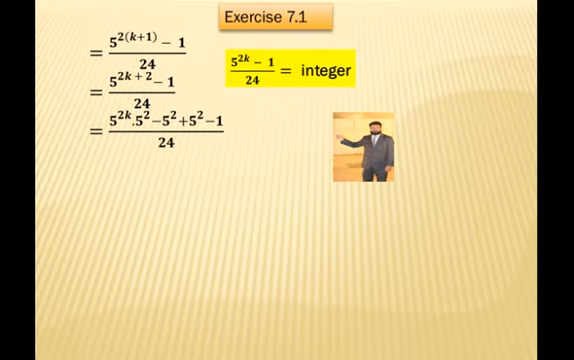 Exercise 7.1
= (5^{2(k+1)} − 1)/24
= (5^{2k + 2} − 1)/24
= (5^{2k}.5^2−5^2+5^2−1)/24
(5^{2k} − 1)/24 = integer